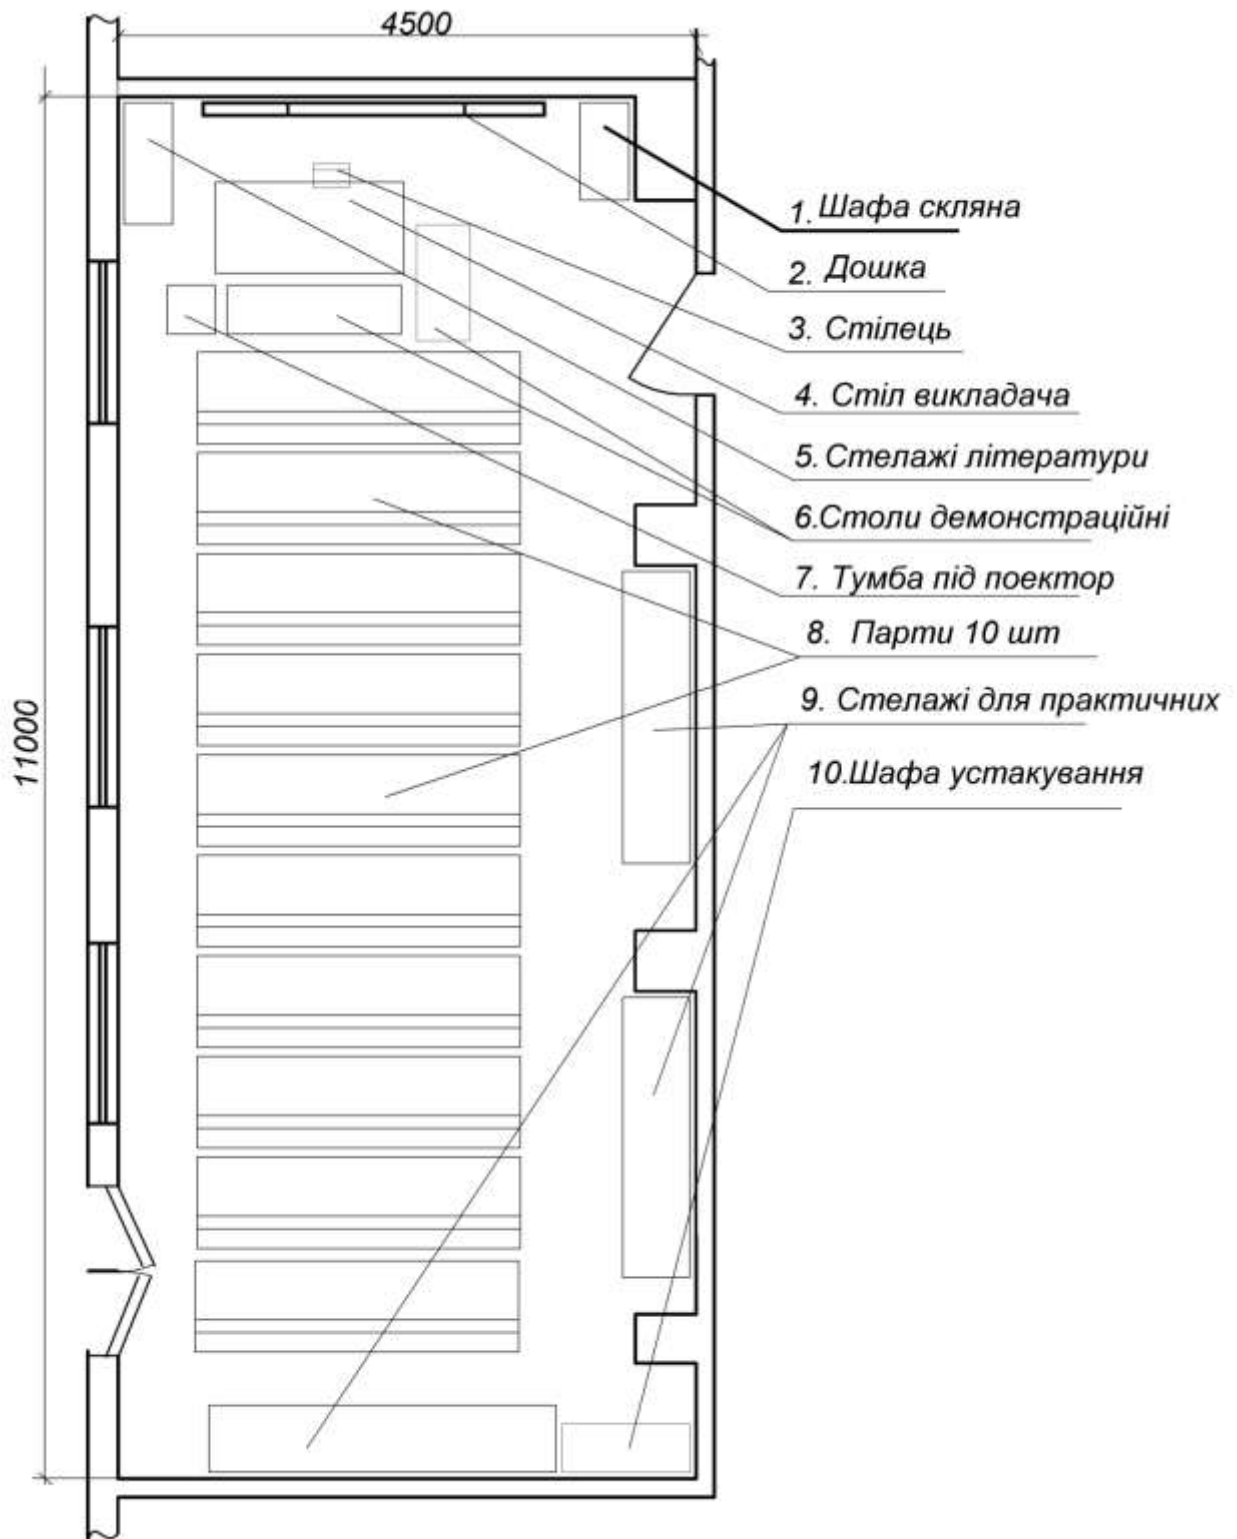 4500
1. Шафа скляна
2. Дошка
3. Стілець
4. Стіл викладача
5. Стелажі літератури
6.Столи демонстраційні
7. Тумба під поектор
8. Парти 10 шт
9. Стелажі для практичних
10.Шафа устакування
11000